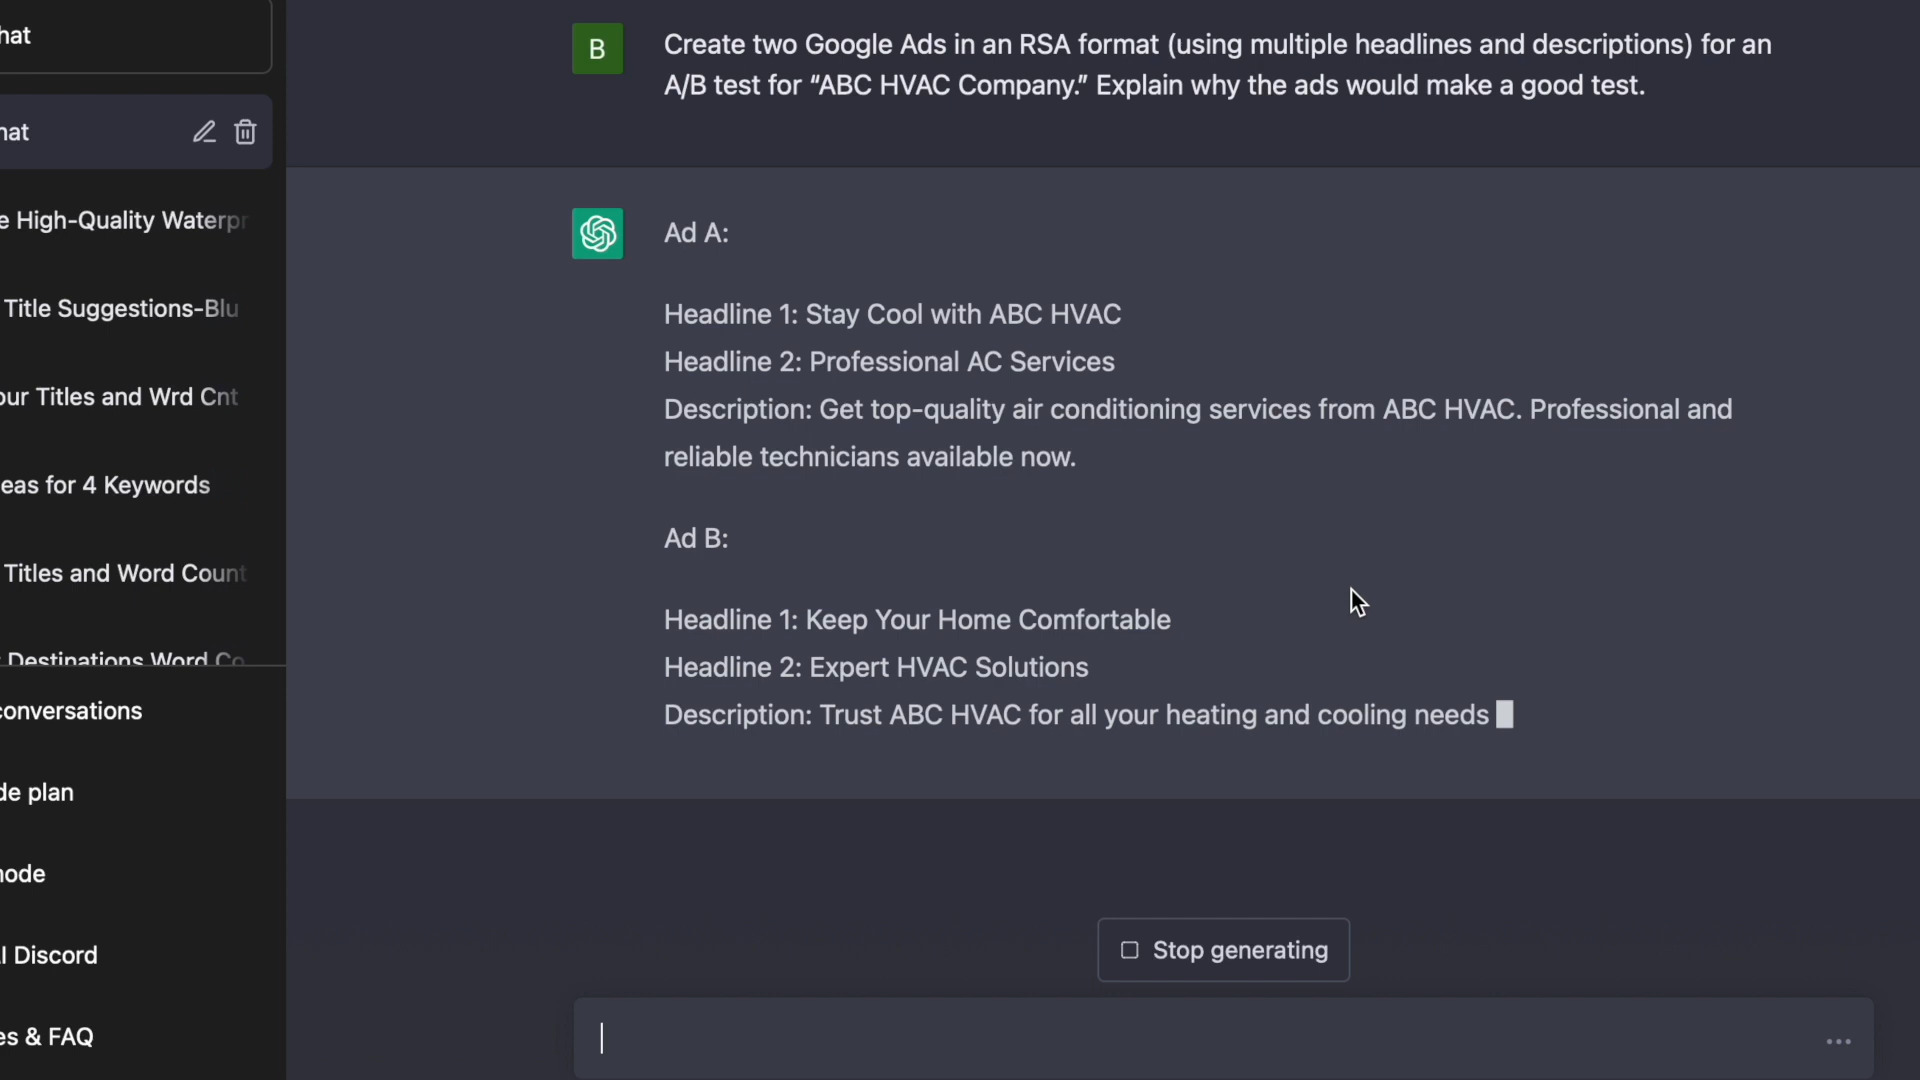 hat
hat
e High-Quality Waterpr
Title Suggestions-Blu
our Titles and Wrd Cnt
eas for 4 Keywords
Titles and Word Count
Destinations Word Co
conversations
de plan
mode
I Discord
es & FAQ
B
Create two Google Ads in an RSA format (using multiple headlines and descriptions) for an
A/B test for “ABC HVAC Company.” Explain why the ads would make a good test.
Ad A:
Headline 1: Stay Cool with ABC HVAC
Headline 2: Professional AC Services
Description: Get top-quality air conditioning services from ABC HVAC. Professional and
reliable technicians available now.
Ad B:
Headline 1: Keep Your Home Comfortable
Headline 2: Expert HVAC Solutions
Description: Trust ABC HVAC for all your heating and cooling needs
Stop generating